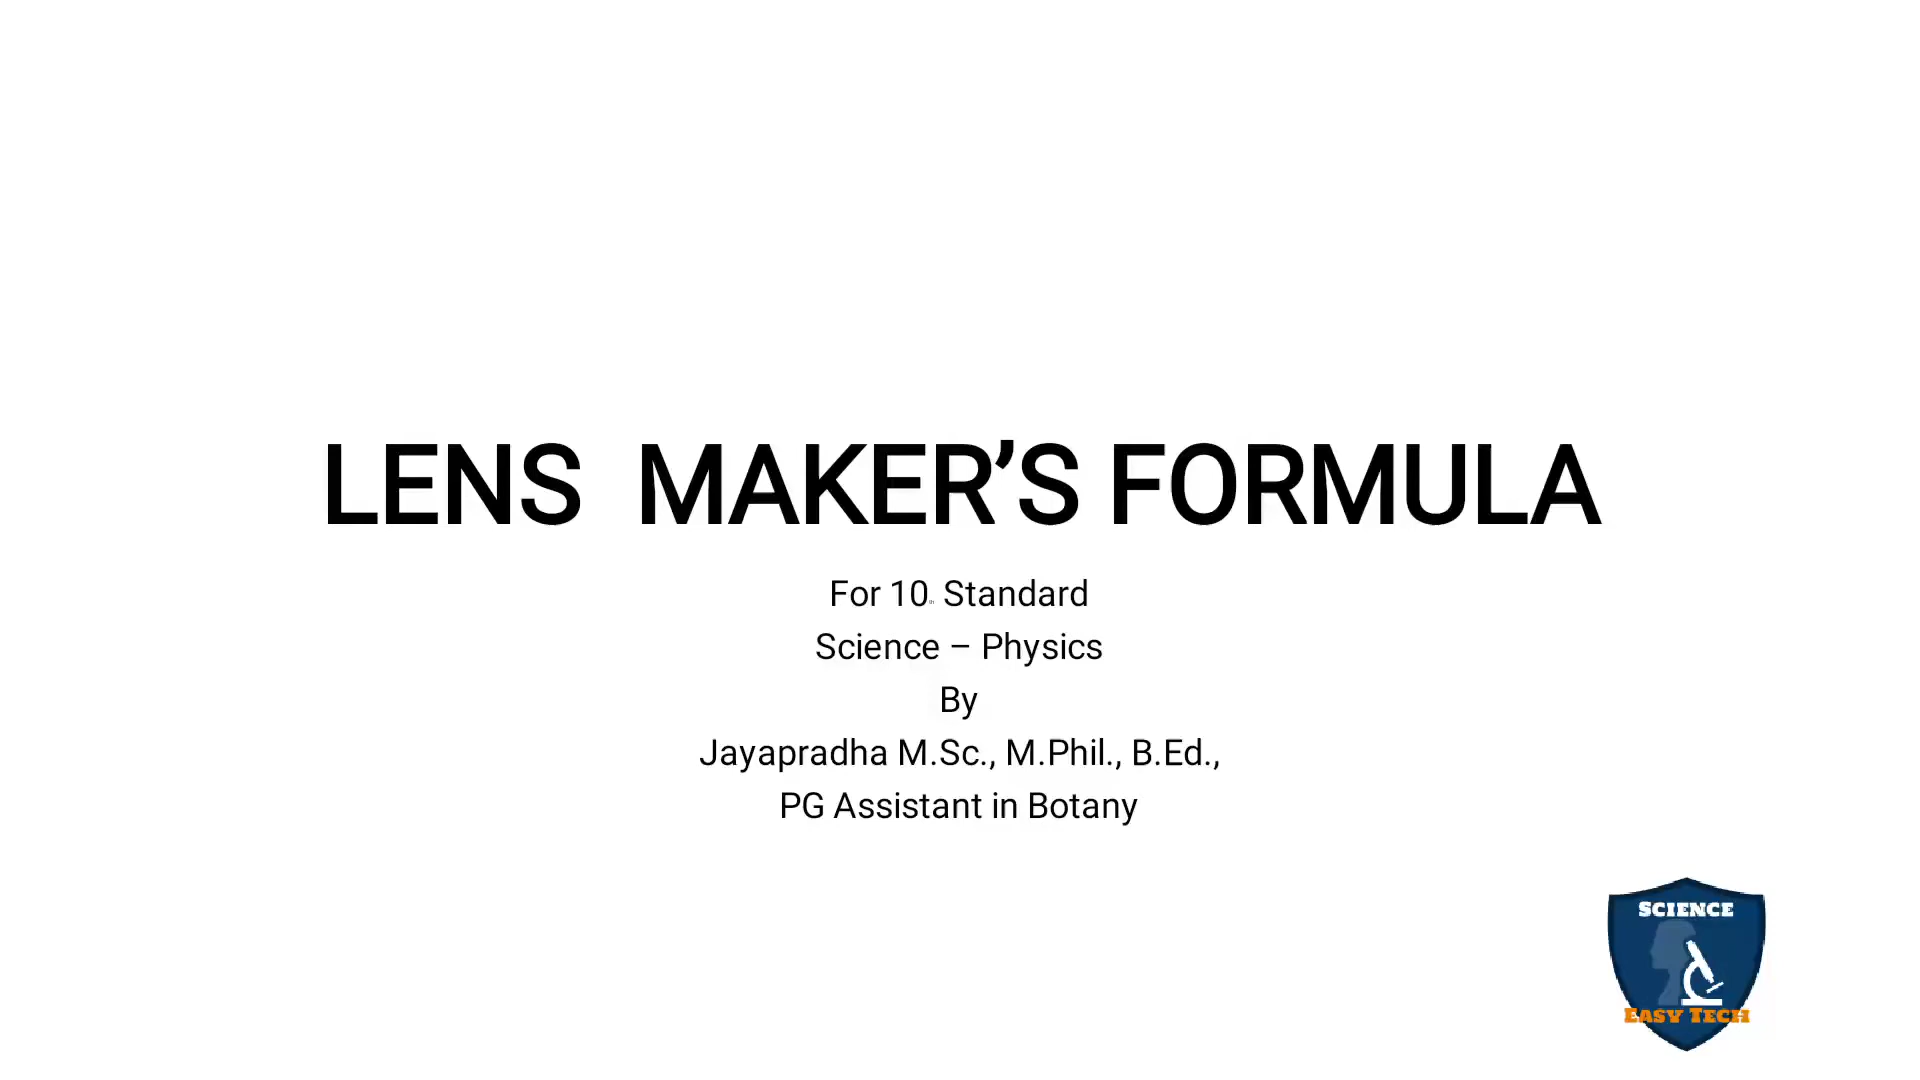 LENS  MAKER’S FORMULA
For 10th Standard
Science – Physics
By
Jayapradha M.Sc., M.Phil., B.Ed.,
PG Assistant in Botany
SCIENCE
EASY TECH